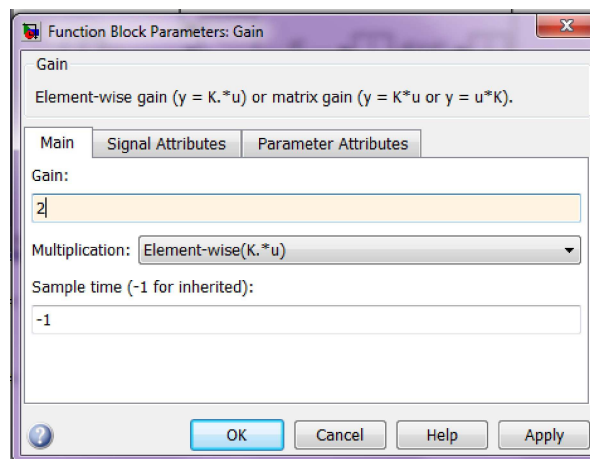 Function Block Parameters: Gain
Gain
Element-wise gain (y = K.*u) or matrix gain (y = K*u or y = u*K).
Main Signal Attributes Parameter Attributes
Gain:
2
Multiplication: Element-wise(K.*u)
Sample time (-1 for inherited):
-1
OK Cancel Help Apply